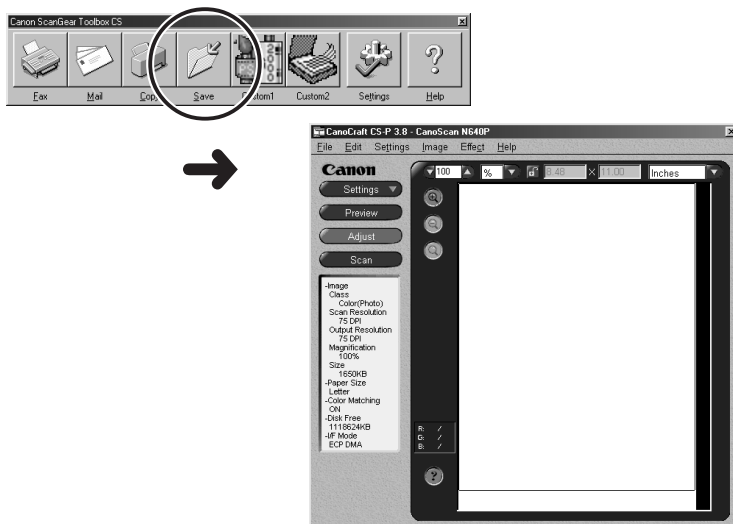 Canon ScanGear Toolbox CS
Fax Mail Copy Save Custom1 Custom2 Settings Help
CanoCraft CS-P 3.8 - CanoScan N640P
File Edit Settings Image Effect Help
Canon
100 % 8.48 × 11.00 Inches
Settings
Preview
Adjust
Scan
-Image
Class
Color(Photo)
Scan Resolution
75 DPI
Output Resolution
75 DPI
Magnification
100%
Size
1650KB
-Paper Size
Letter
-Color Matching
ON
-Disk Free
1118624KB
-I/F Mode
ECP DMA
R: /
G: /
B: /
?